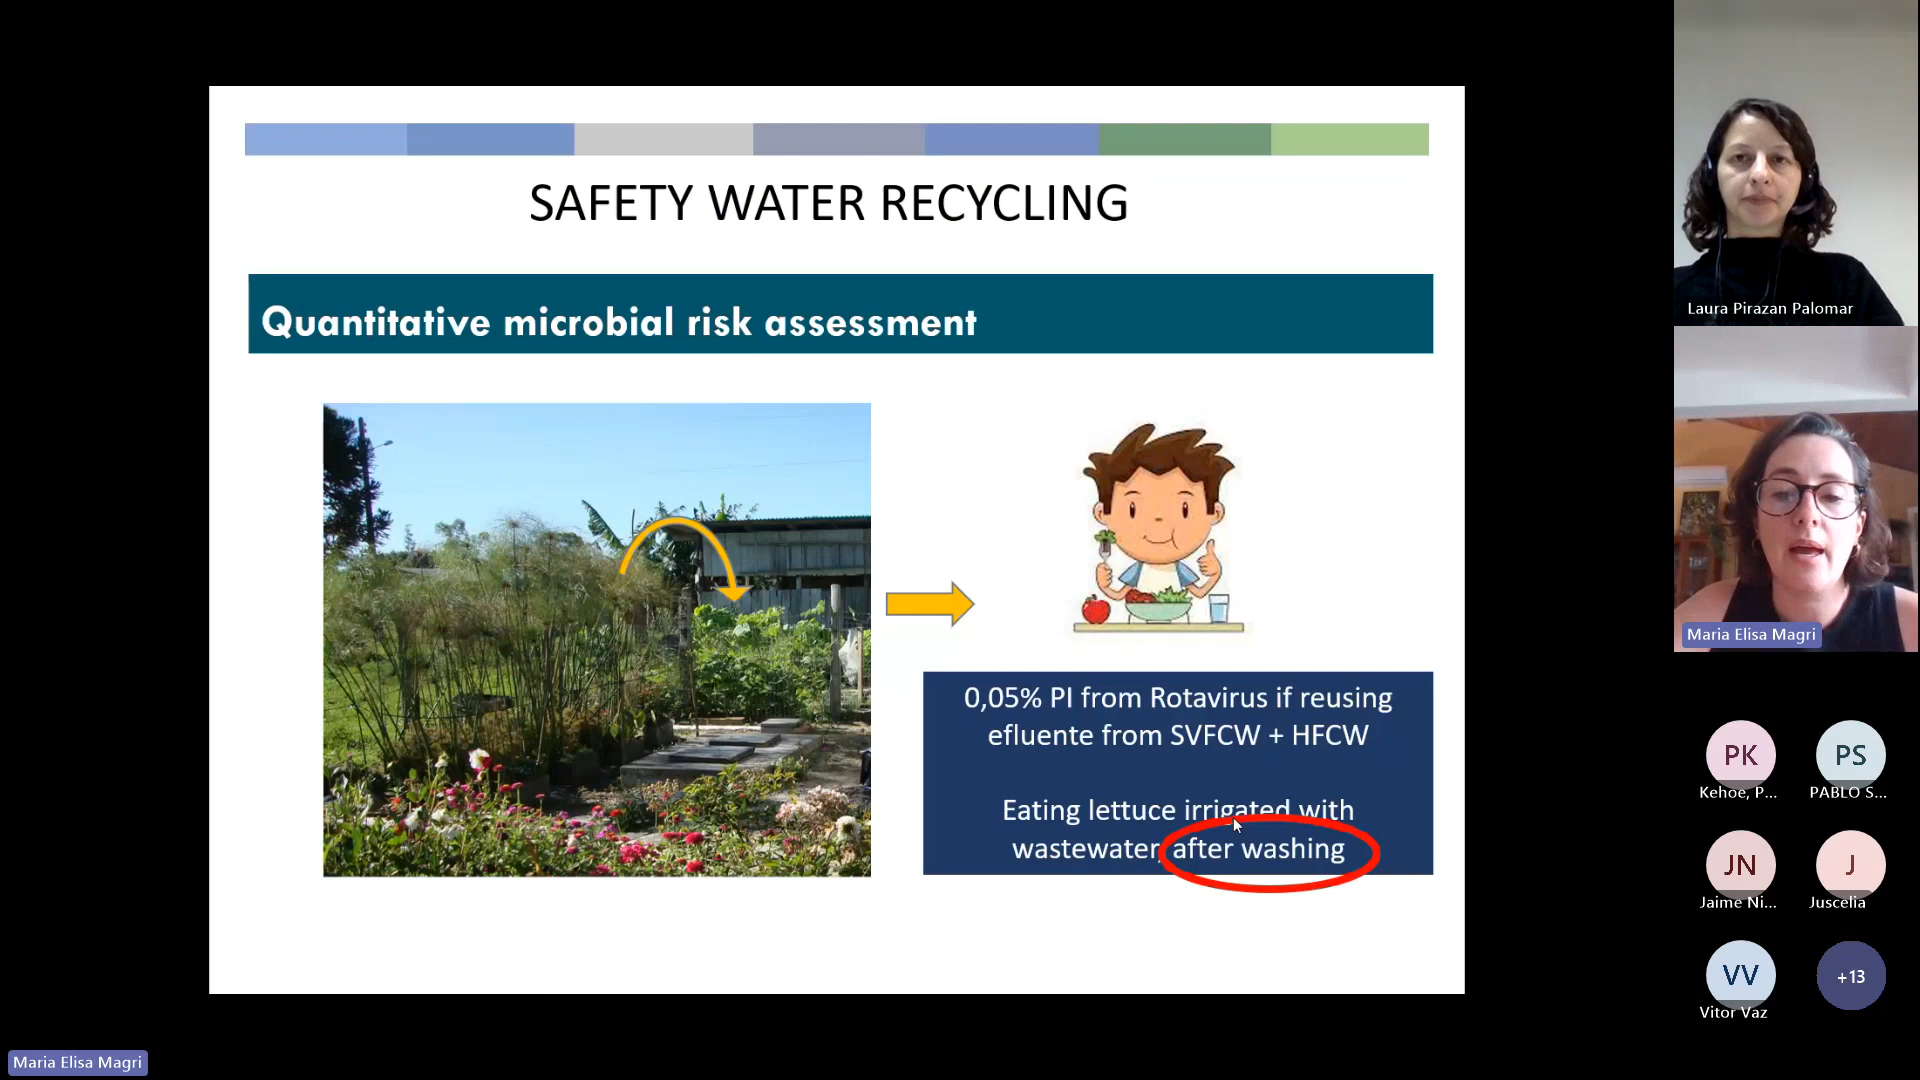 SAFETY WATER RECYCLING
Quantitative microbial risk assessment
0,05% PI from Rotavirus if reusing
efluente from SVFCW + HFCW
Eating lettuce irrigated with
wastewater, after washing
Laura Pirazan Palomar
Maria Elisa Magri
PK
Kehoe, P...
PS
PABLO S...
JN
Jaime Ni...
J
Juscelia
VV
Vitor Vaz
+13
Maria Elisa Magri